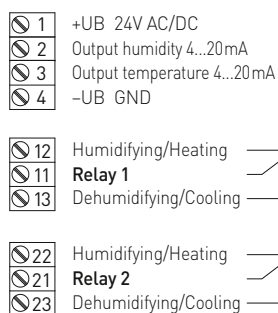 1 +UB 24V AC/DC
2 Output humidity 4...20mA
3 Output temperature 4...20mA
4 –UB GND
12 Humidifying/Heating
11 Relay 1
13 Dehumidifying/Cooling
22 Humidifying/Heating
21 Relay 2
23 Dehumidifying/Cooling